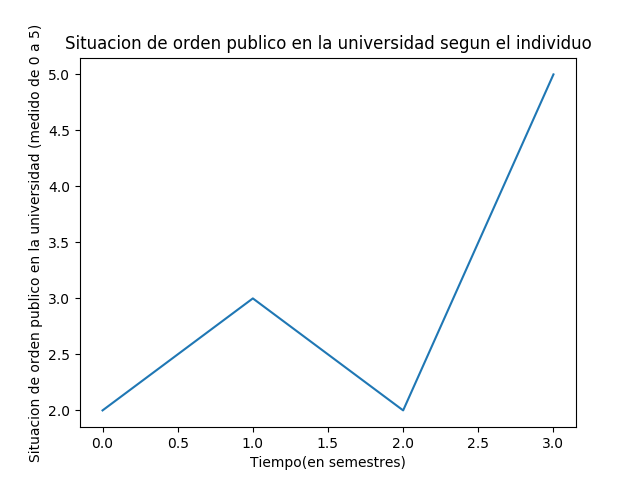 Situacion de orden publico en la universidad segun el individuo
Situacion de orden publico en la universidad (medido de 0 a 5)
5.0
4.5
4.0
3.5
3.0
2.5
2.0
0.0 0.5 1.0 1.5 2.0 2.5 3.0
Tiempo(en semestres)